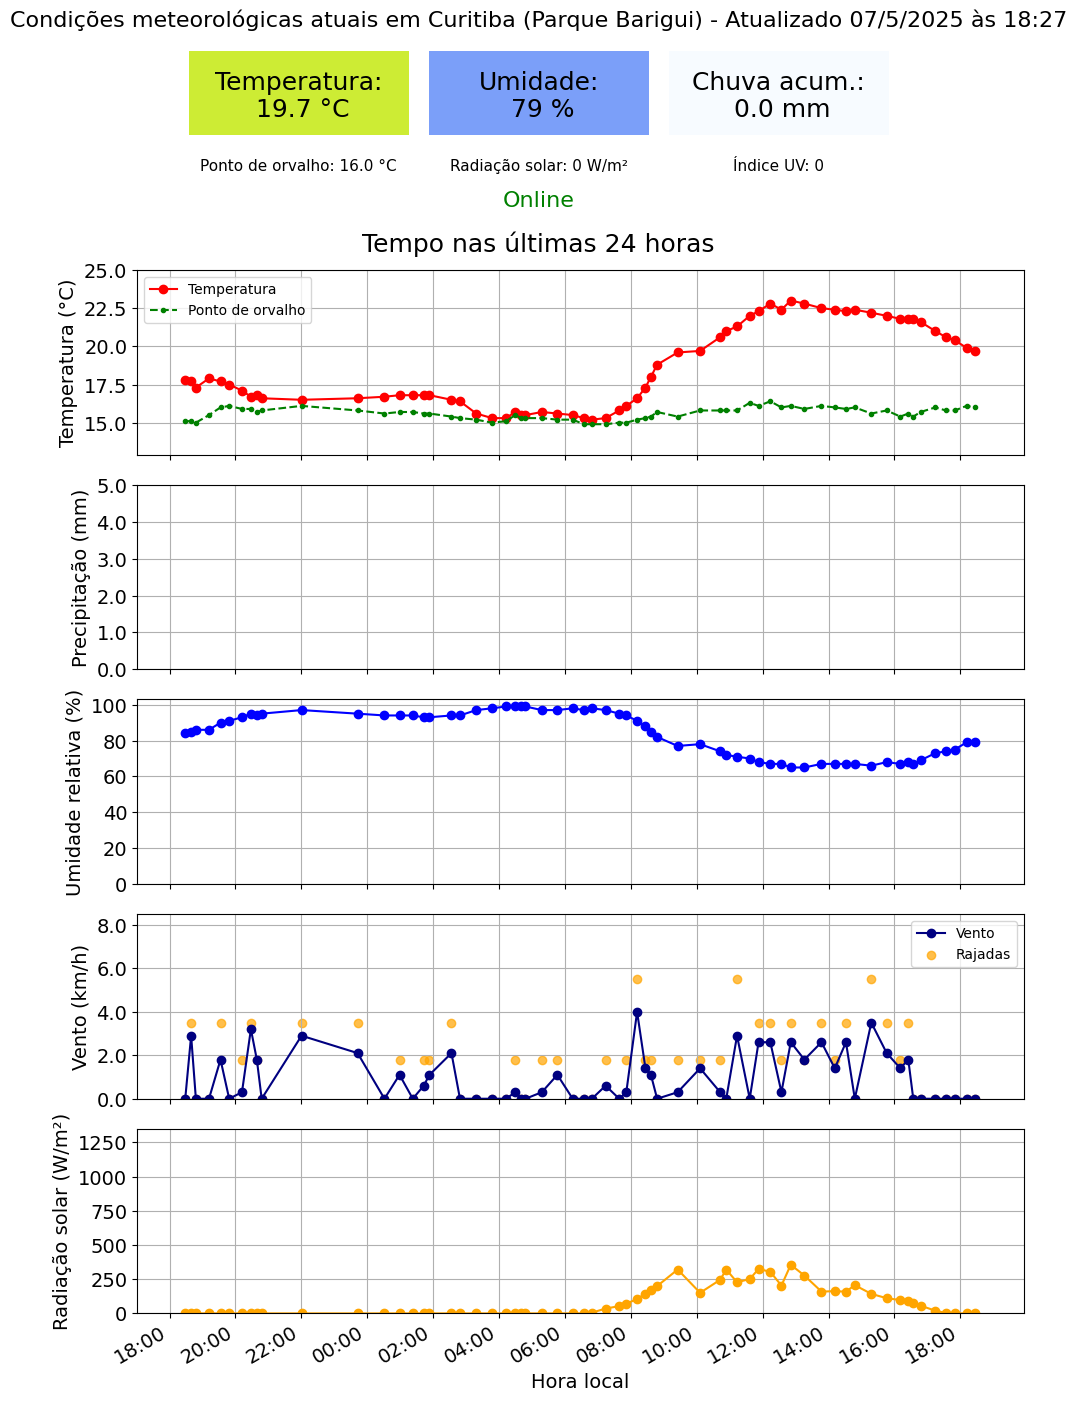 Condições meteorológicas atuais em Curitiba (Parque Barigui) - Atualizado 07/5/2025 às 18:27
Temperatura:
19.7 °C
Umidade:
79 %
Chuva acum.:
0.0 mm
Ponto de orvalho: 16.0 °C
Radiação solar: 0 W/m²
Índice UV: 0
Online
Tempo nas últimas 24 horas
Temperatura (°C)
25.0
22.5
20.0
17.5
15.0
Temperatura
Ponto de orvalho
Precipitação (mm)
5.0
4.0
3.0
2.0
1.0
0.0
Umidade relativa (%)
100
80
60
40
20
0
Vento (km/h)
8.0
6.0
4.0
2.0
0.0
Vento
Rajadas
Radiação solar (W/m²)
1250
1000
750
500
250
0
18:00
20:00
22:00
00:00
02:00
04:00
06:00
08:00
10:00
12:00
14:00
16:00
18:00
Hora local